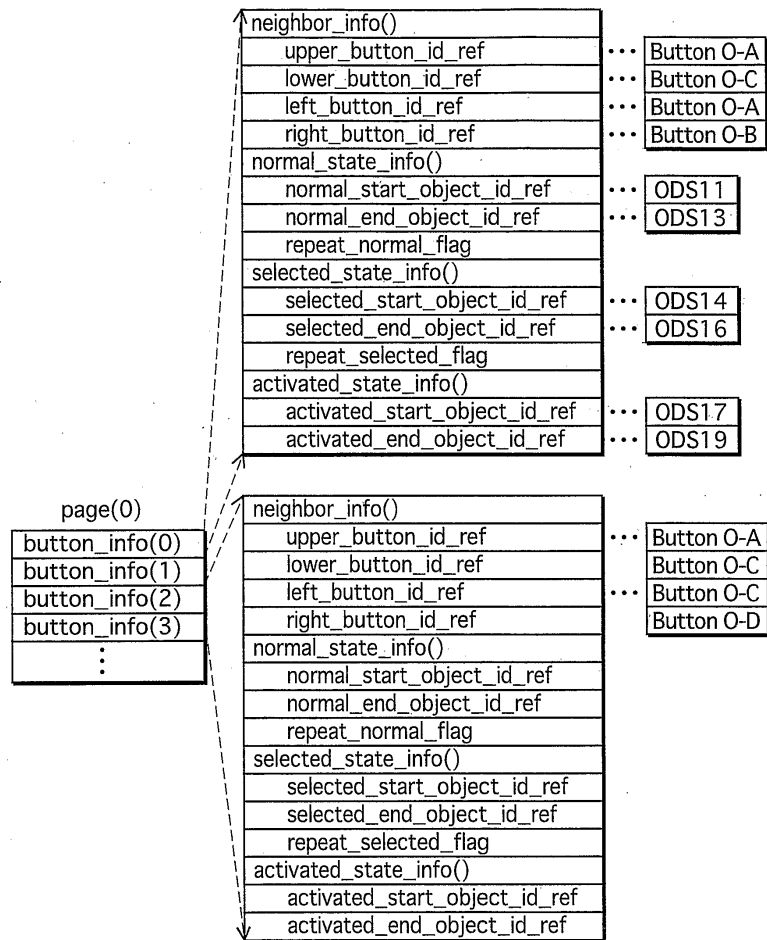 neighbor_info()
upper_button_id_ref ··· Button O-A
lower_button_id_ref ··· Button O-C
left_button_id_ref ··· Button O-A
right_button_id_ref ··· Button O-B
normal_state_info()
normal_start_object_id_ref ··· ODS11
normal_end_object_id_ref ··· ODS13
repeat_normal_flag
selected_state_info()
selected_start_object_id_ref ··· ODS14
selected_end_object_id_ref ··· ODS16
repeat_selected_flag
activated_state_info()
activated_start_object_id_ref ··· ODS17
activated_end_object_id_ref ··· ODS19
page(0)
button_info(0)
button_info(1)
button_info(2)
button_info(3)
⋮
neighbor_info()
upper_button_id_ref ··· Button O-A
lower_button_id_ref Button O-C
left_button_id_ref ··· Button O-C
right_button_id_ref Button O-D
normal_state_info()
normal_start_object_id_ref
normal_end_object_id_ref
repeat_normal_flag
selected_state_info()
selected_start_object_id_ref
selected_end_object_id_ref
repeat_selected_flag
activated_state_info()
activated_start_object_id_ref
activated_end_object_id_ref